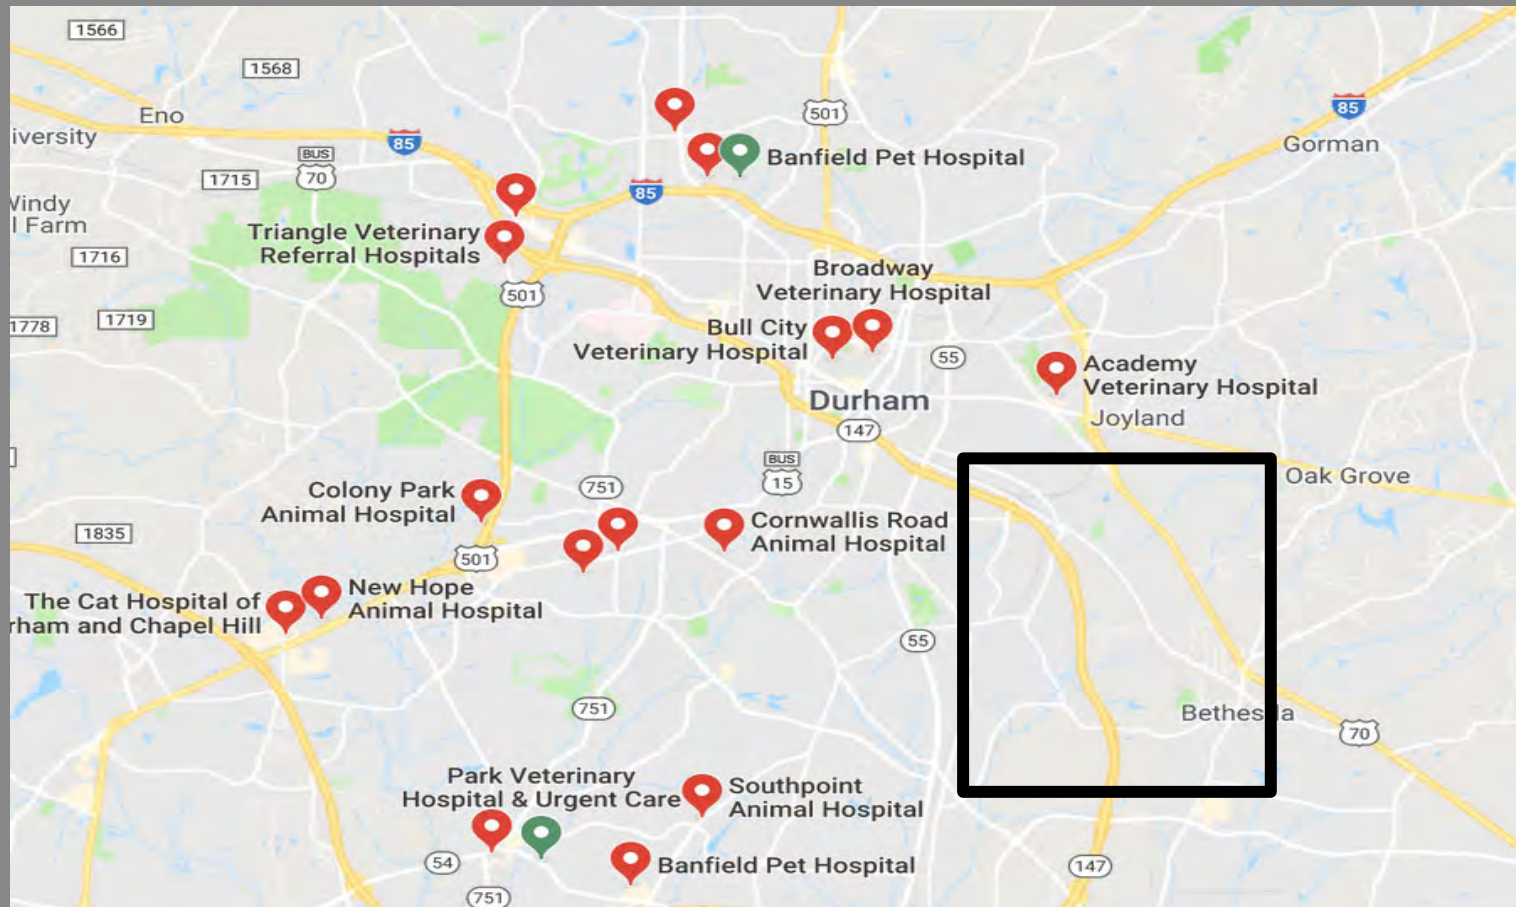 1566
1568
Eno
iversity
85
501
85
Gorman
BUS
70
1715
85
Banfield Pet Hospital
l Farm
Triangle Veterinary
Referral Hospitals
1716
501
Broadway
Veterinary Hospital
1778
1719
Bull City
Veterinary Hospital
55
Academy
Veterinary Hospital
Durham
Joyland
147
BUS
15
Oak Grove
751
Colony Park
Animal Hospital
Cornwallis Road
Animal Hospital
1835
501
New Hope
Animal Hospital
The Cat Hospital of
rham and Chapel Hill
55
751
70
Park Veterinary
Hospital & Urgent Care
Southpoint
Animal Hospital
54
Banfield Pet Hospital
147
751